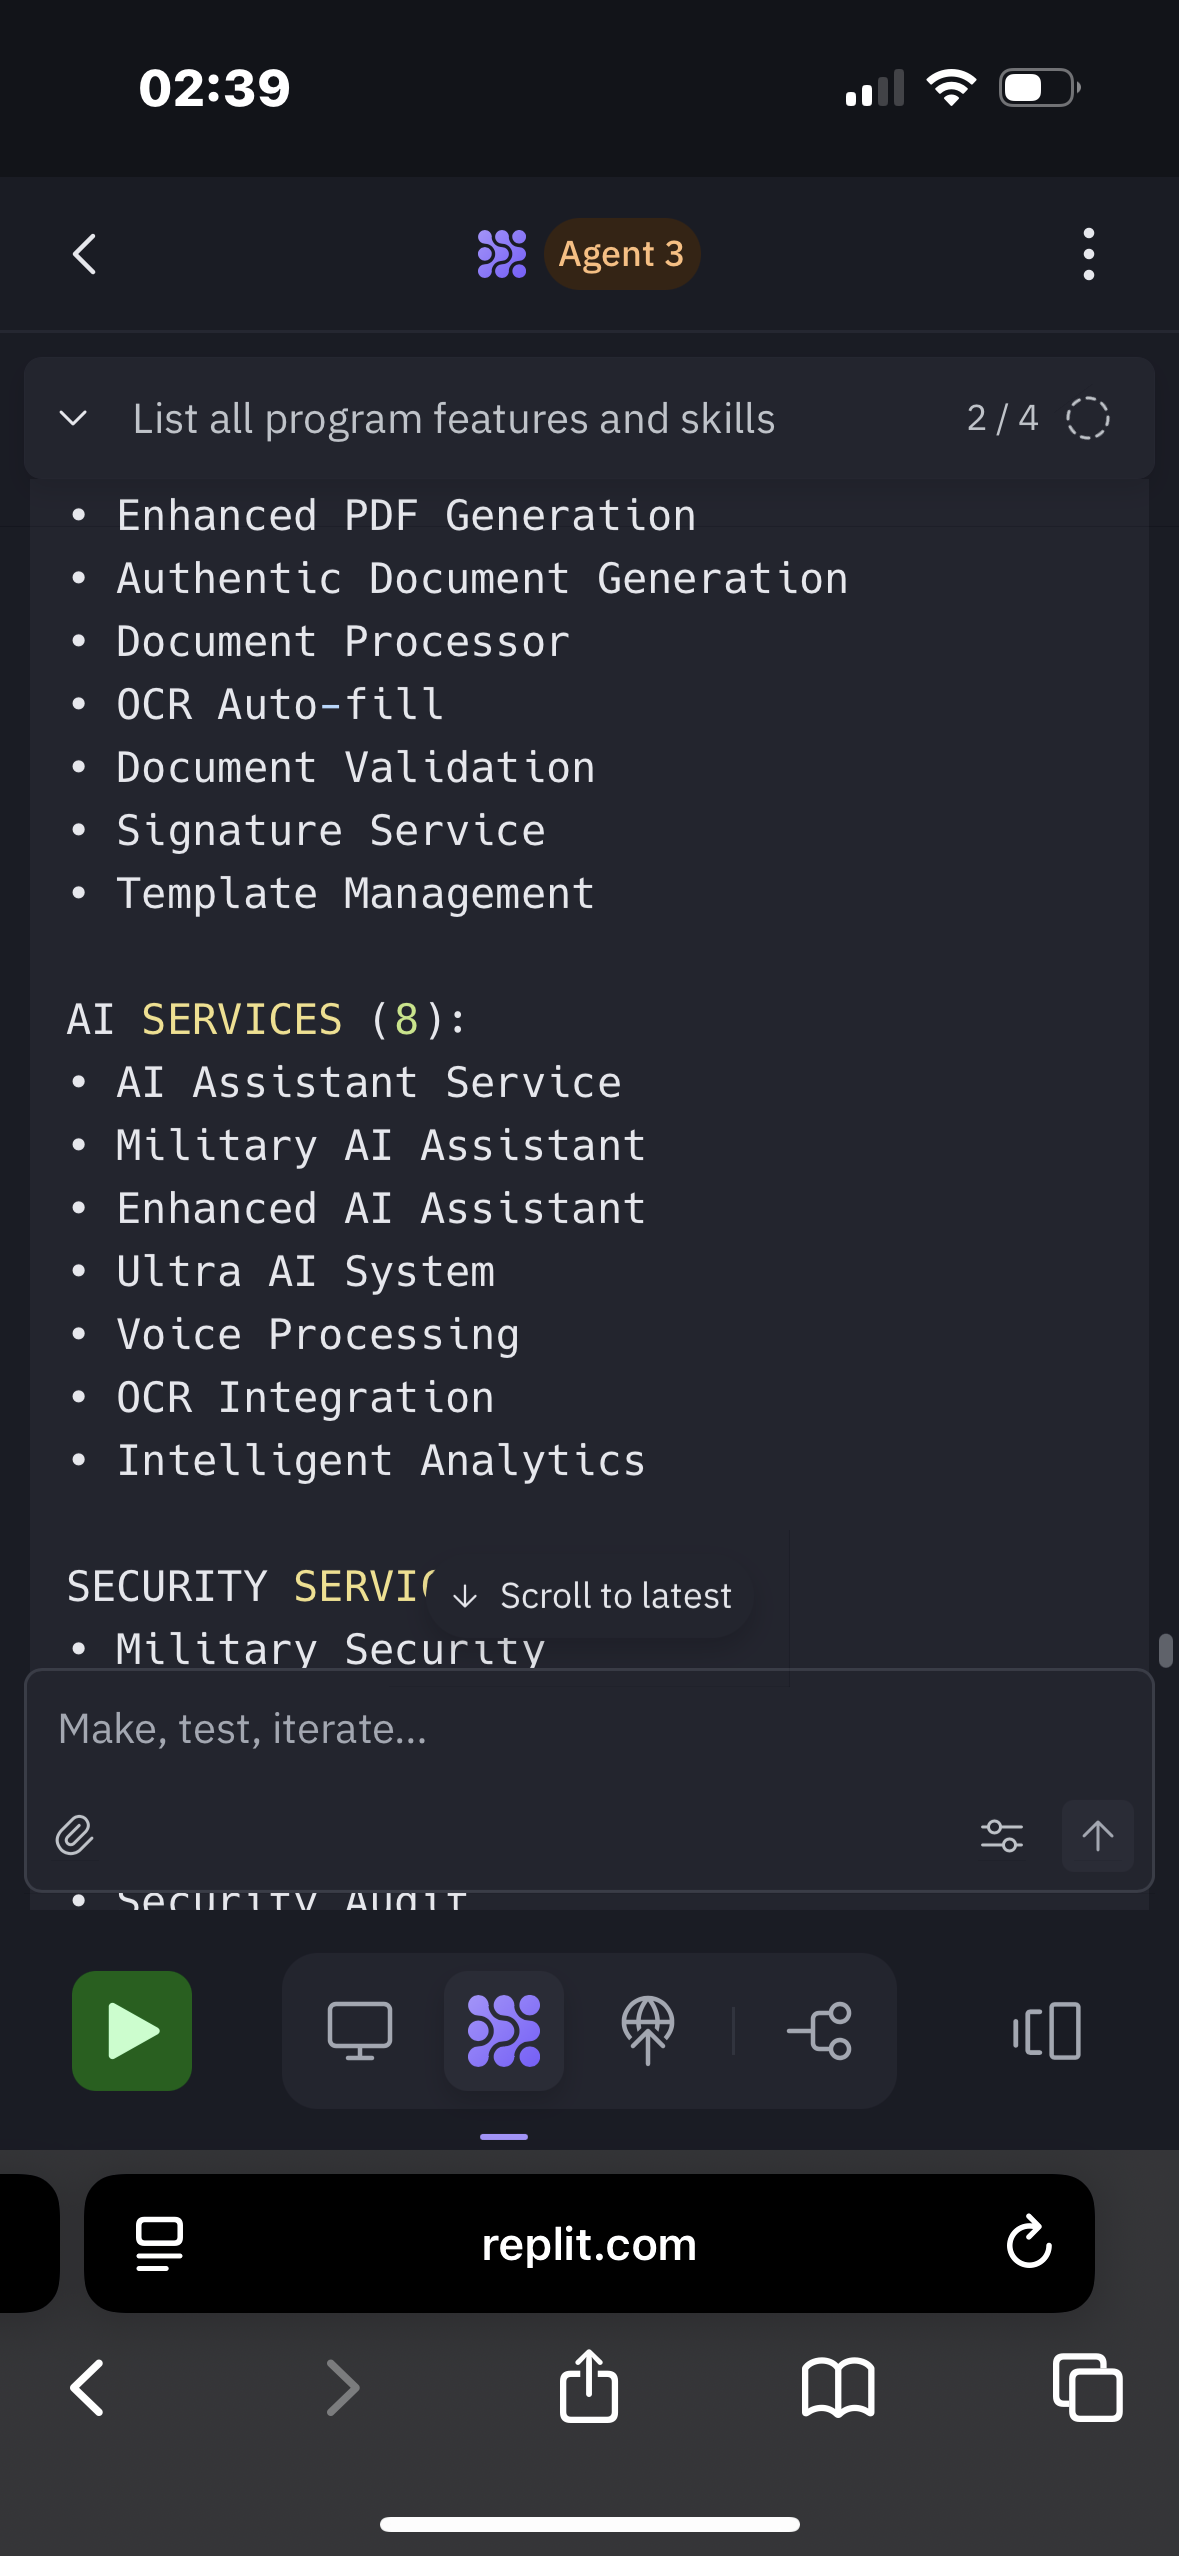 02:39
Agent 3
List all program features and skills 2 / 4
• Enhanced PDF Generation
• Authentic Document Generation
• Document Processor
• OCR Auto-fill
• Document Validation
• Signature Service
• Template Management
AI SERVICES (8):
• AI Assistant Service
• Military AI Assistant
• Enhanced AI Assistant
• Ultra AI System
• Voice Processing
• OCR Integration
• Intelligent Analytics
SECURITY
Scroll to latest
• Military Security
Make, test, iterate...
• Security Audit
replit.com